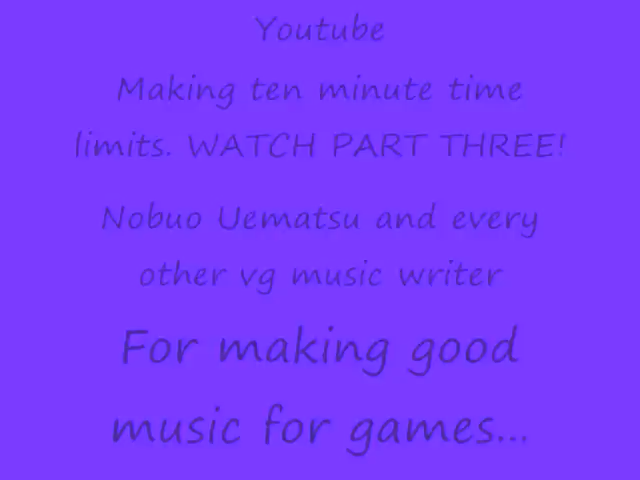 Youtube
Making ten minute time
limits. WATCH PART THREE!
Nobuo Uematsu and every
other vg music writer
For making good
music for games...